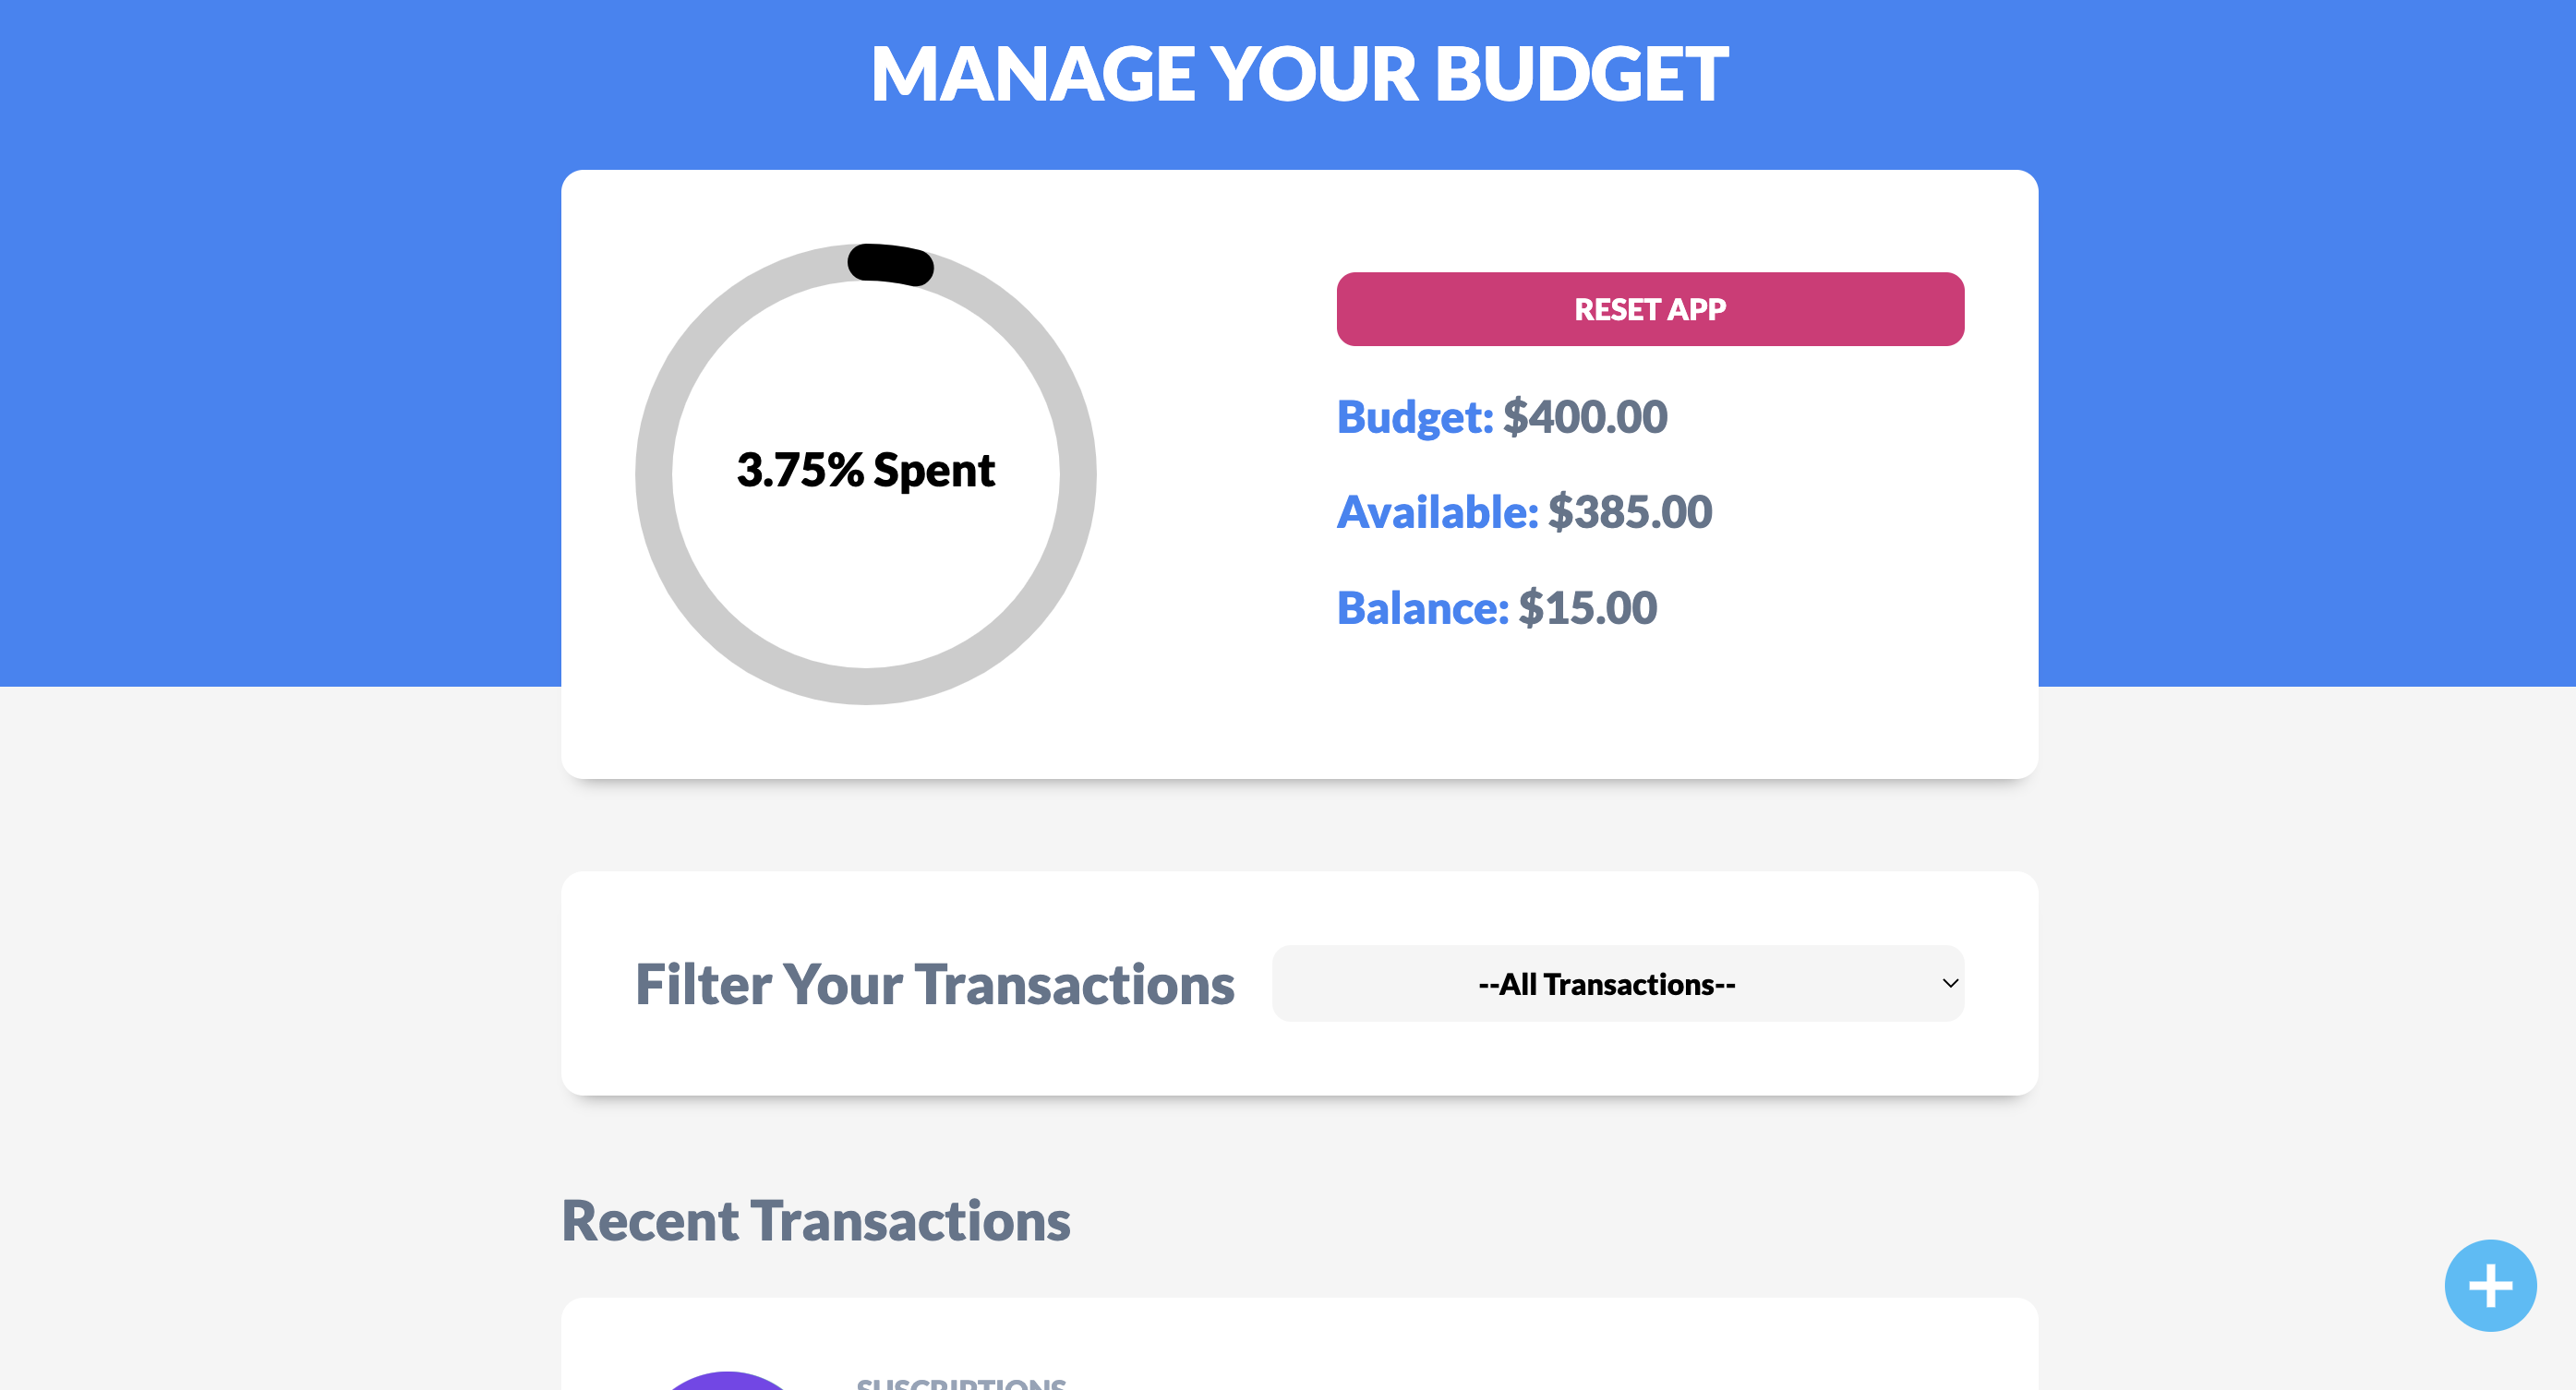 MANAGE YOUR BUDGET
3.75% Spent
RESET APP
Budget: $400.00
Available: $385.00
Balance: $15.00
Filter Your Transactions
--All Transactions--
Recent Transactions
SUSCRIPTIONS